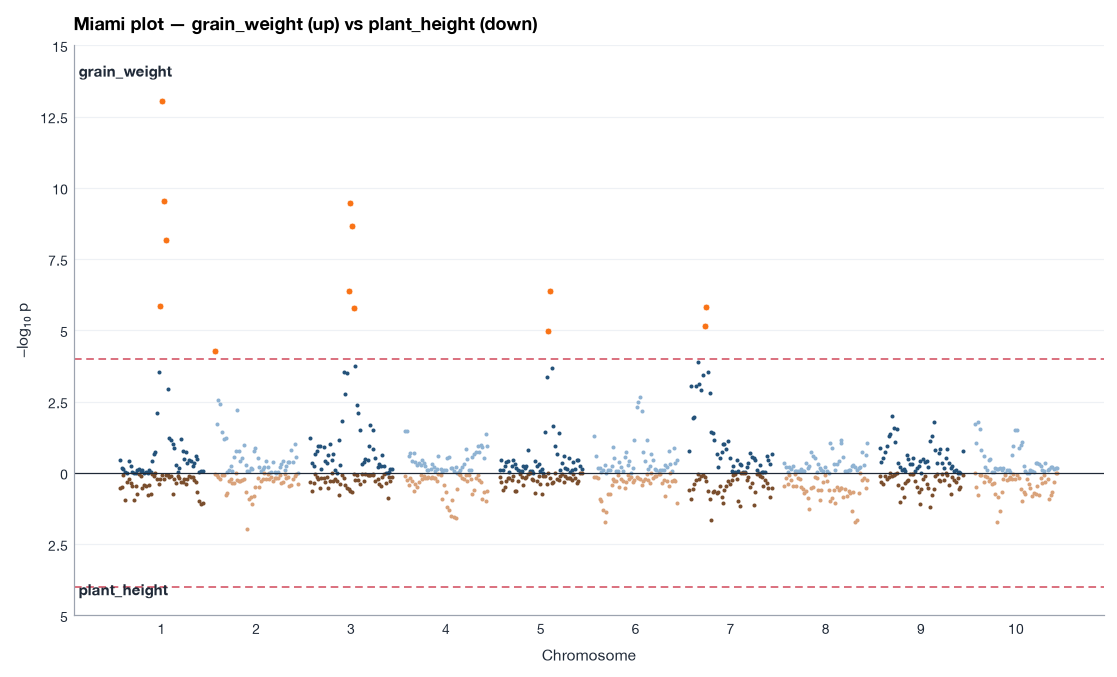 Miami plot — grain_weight (up) vs plant_height (down)
15
grain_weight
12.5
10
7.5
−log₁₀ p
5
2.5
0
2.5
plant_height
5
1 2 3 4 5 6 7 8 9 10
Chromosome